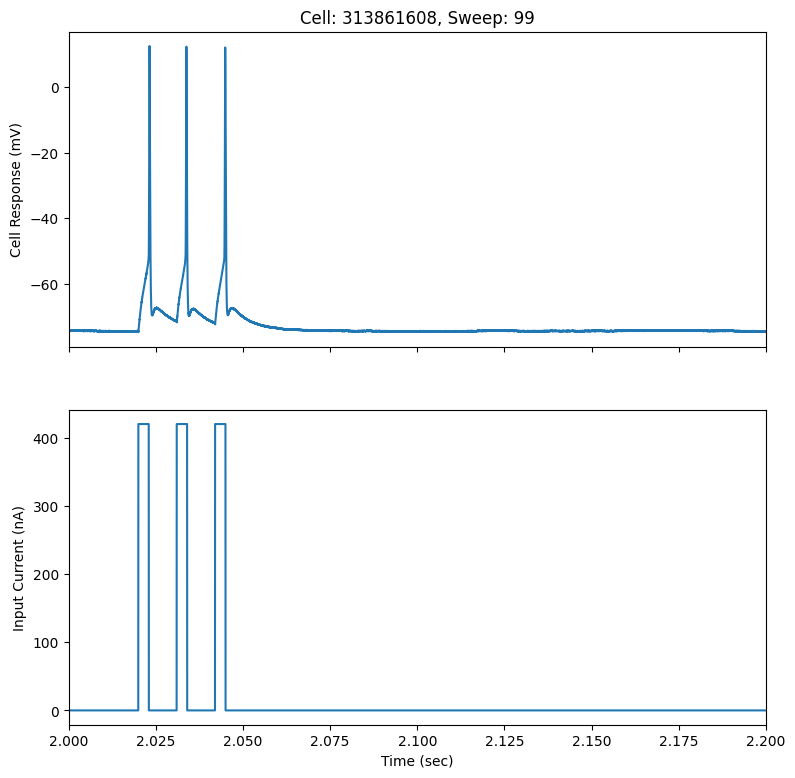 Cell: 313861608, Sweep: 99
0
−20
−40
−60
Cell Response (mV)
400
300
200
100
0
Input Current (nA)
2.000 2.025 2.050 2.075 2.100 2.125 2.150 2.175 2.200
Time (sec)